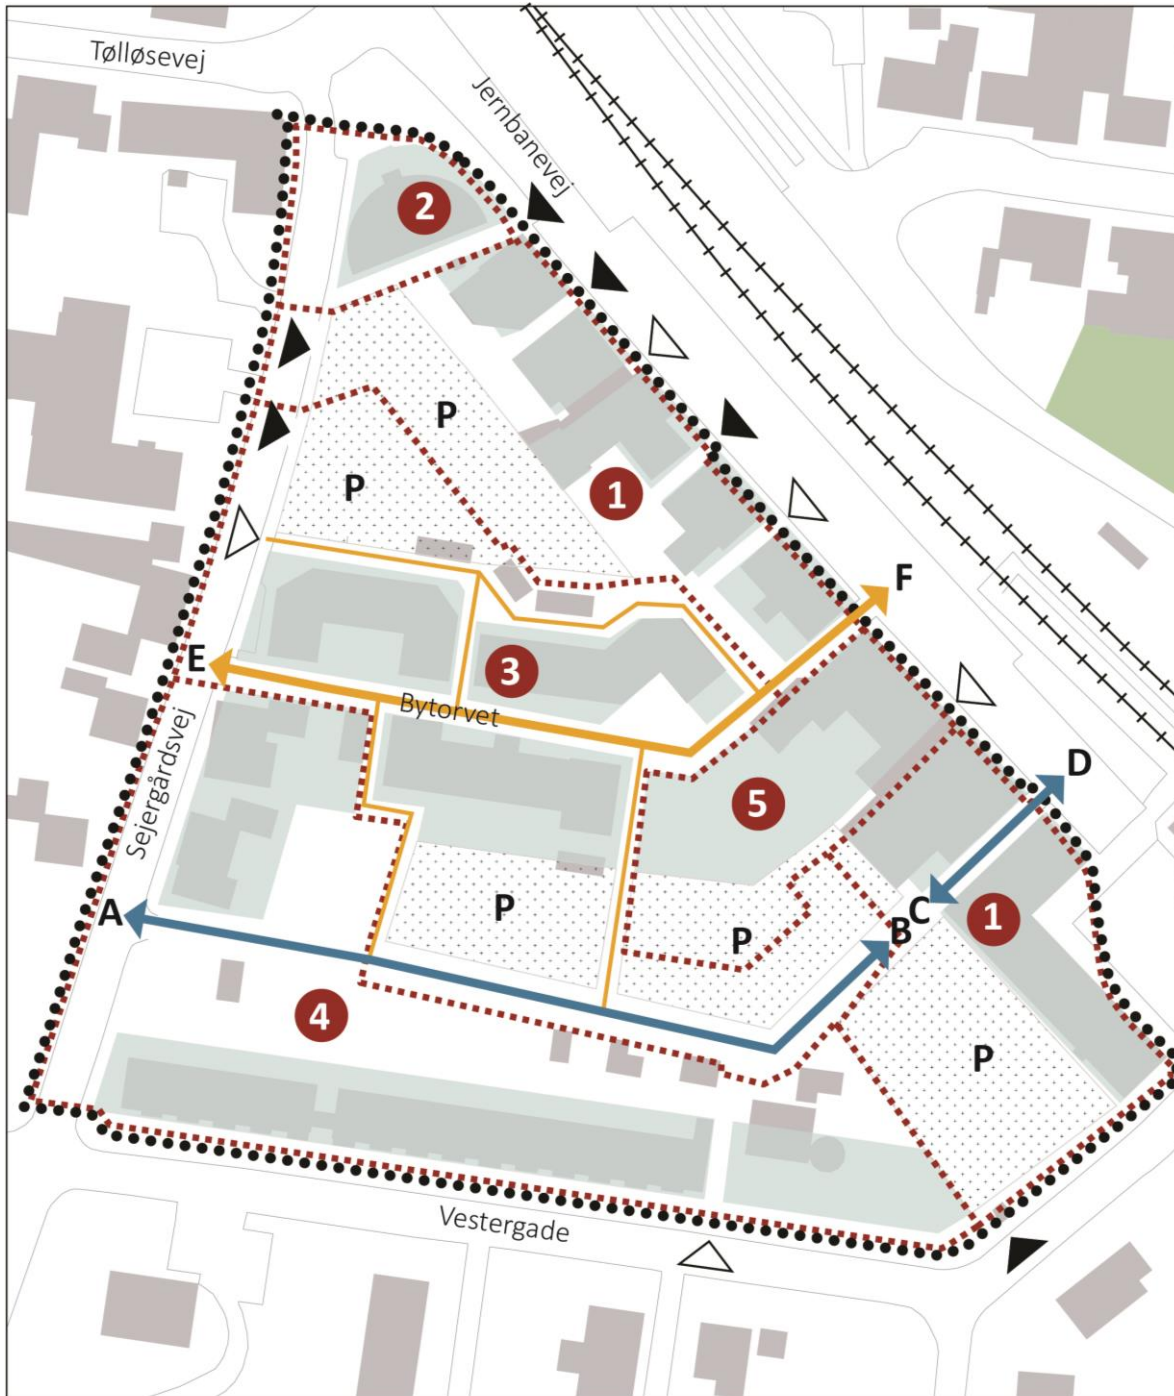 Tølløsevej
Jernbanevej
2
P
P
1
F
E
3
Bytorvet
Sejergårdsvej
5
D
A
P
P
B
C
1
4
P
Vestergade